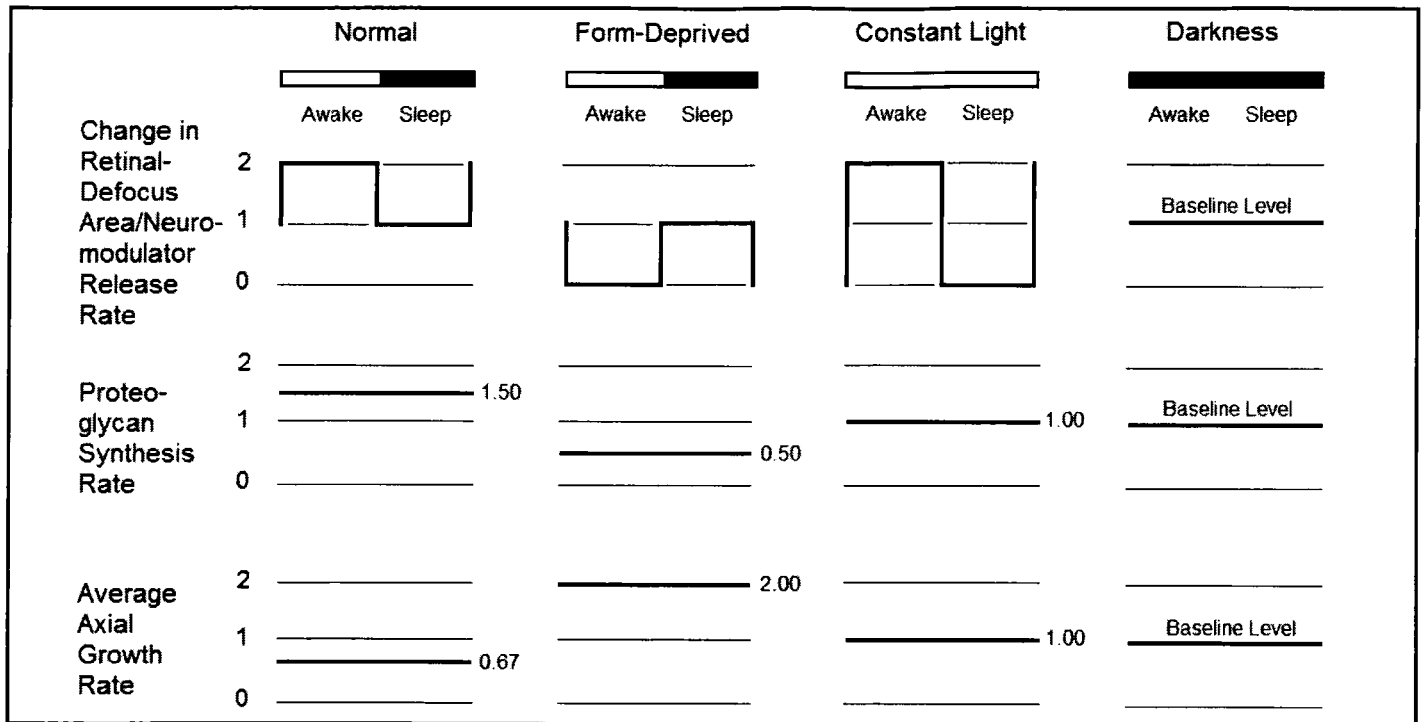 Normal Form-Deprived Constant Light Darkness
Awake Sleep Awake Sleep Awake Sleep Awake Sleep
Change in
Retinal-
Defocus
Area/Neuro-
modulator
Release
Rate
2
1
0
Baseline Level
Proteo-
glycan
Synthesis
Rate
2
1
0
1.50
0.50
1.00
Baseline Level
Average
Axial
Growth
Rate
2
1
0
0.67
2.00
1.00
Baseline Level